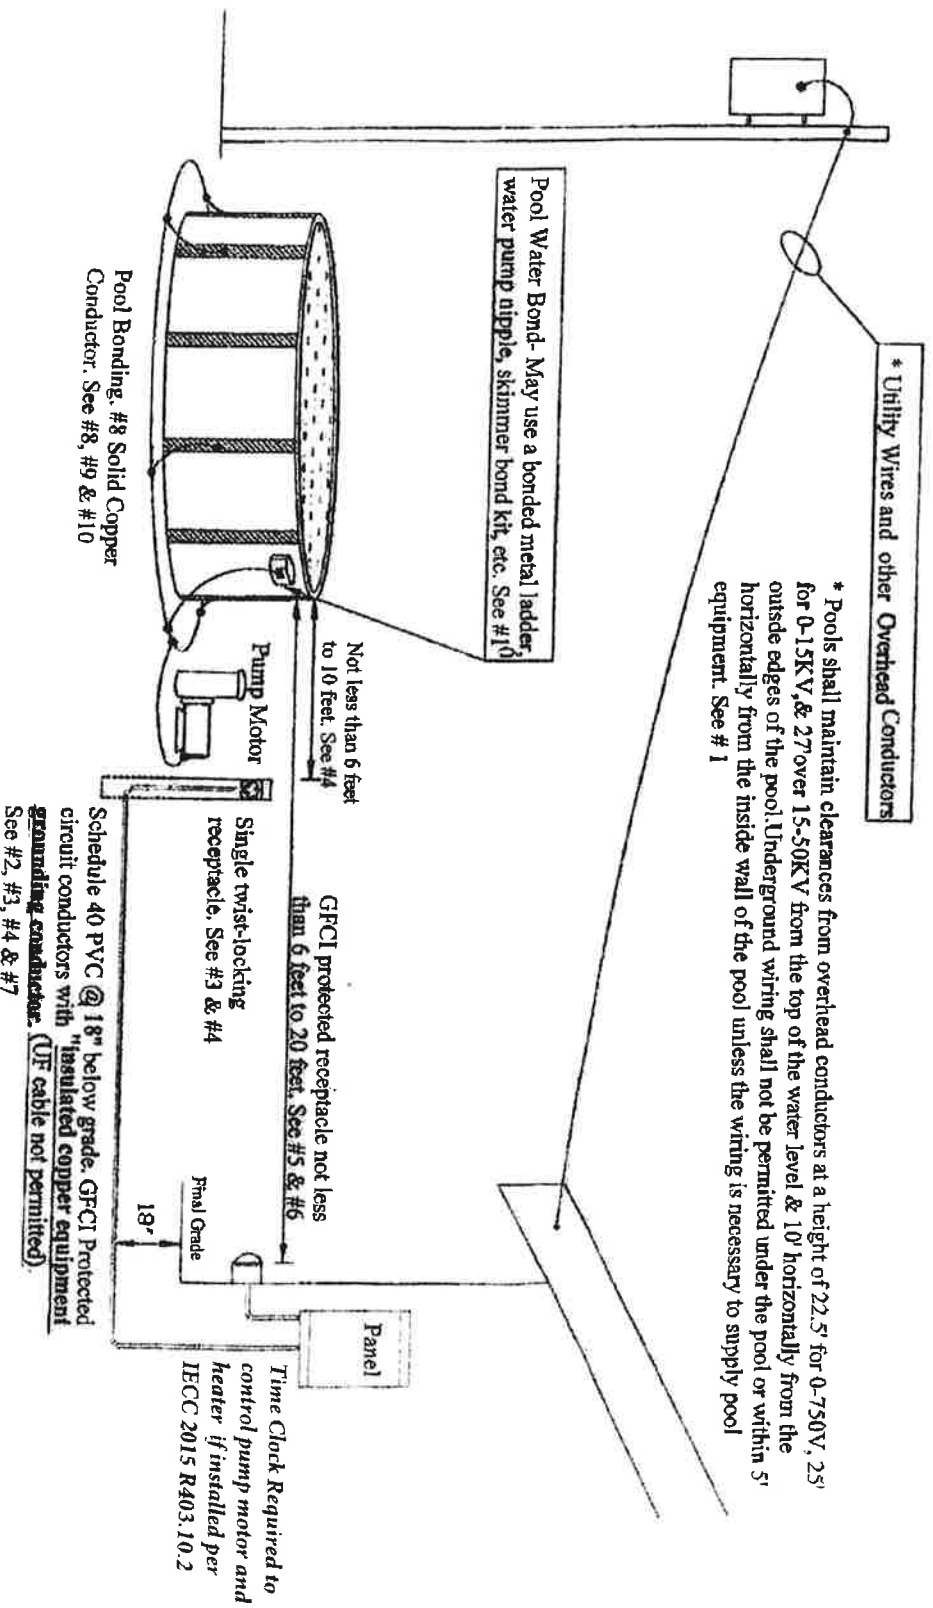 * Utility Wires and other Overhead Conductors
* Pools shall maintain clearances from overhead conductors at a height of 22.5' for 0-750V, 25'
for 0-15KV,& 27'over 15-50KV from the top of the water level & 10' horizontally from the
outsde edges of the pool.Underground wiring shall not be permitted under the pool or within 5'
horizontally from the inside wall of the pool unless the wiring is necessary to supply pool
equipment. See # 1
Pool Water Bond- May use a bonded metal ladder,
water pump nipple, skimmer bond kit, etc. See #10
Not less than 6 feet
to 10 feet. See #4
GFCI protected receptacle not less
than 6 feet to 20 feet. See #5 & #6
Pump Motor
Single twist-locking
receptacle. See #3 & #4
Pool Bonding. #8 Solid Copper
Conductor. See #8, #9 & #10
Schedule 40 PVC @ 18" below grade. GFCI Protected
circuit conductors with "insulated copper equipment
grounding conductor. (UF cable not permitted).
See #2, #3, #4 & #7
Final Grade
18"
Panel
Time Clock Required to
control pump motor and
heater if installed per
IECC 2015 R403.10.2